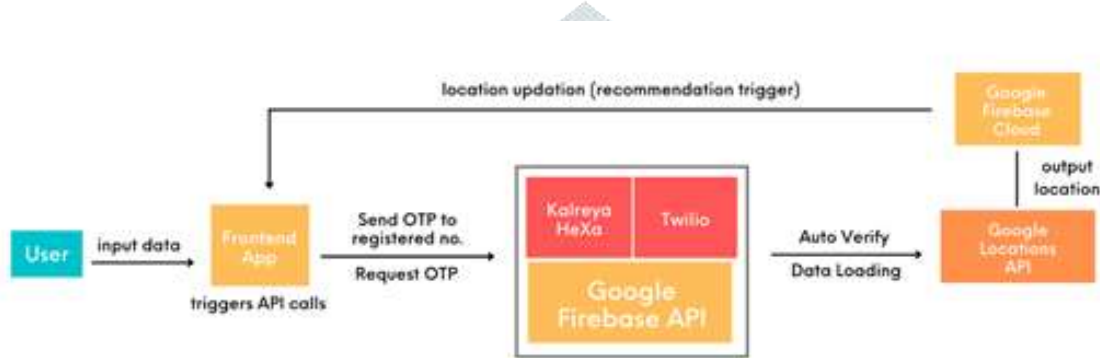 location updation (recommendation trigger)
Google
Firebase
Cloud
output
location
User
input data
Frontend
App
triggers API calls
Send OTP to
registered no.
Request OTP
Kalreya
HeXa
Twilio
Google
Firebase API
Auto Verify
Data Loading
Google
Locations
API